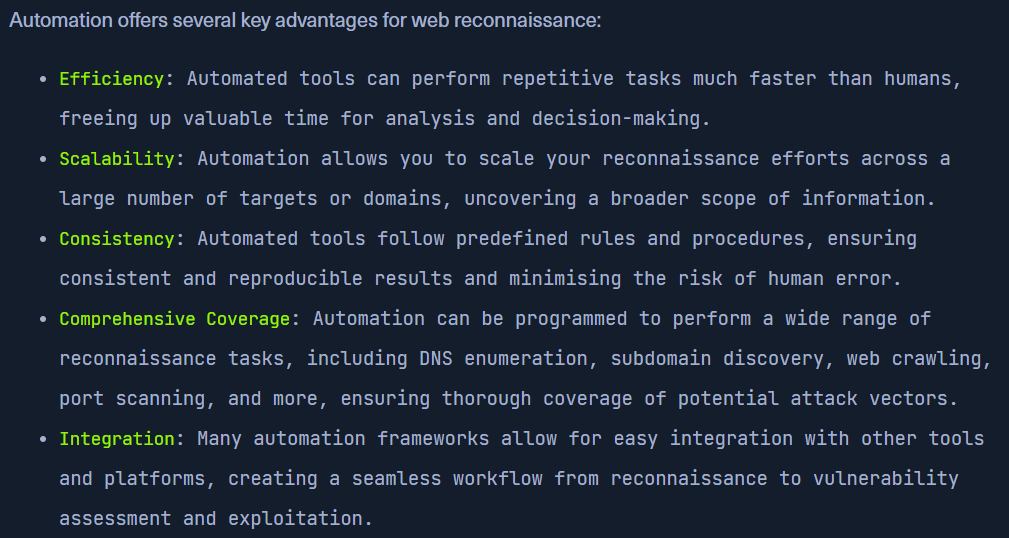 Automation offers several key advantages for web reconnaissance:
• Efficiency: Automated tools can perform repetitive tasks much faster than humans,
freeing up valuable time for analysis and decision-making.
• Scalability: Automation allows you to scale your reconnaissance efforts across a
large number of targets or domains, uncovering a broader scope of information.
• Consistency: Automated tools follow predefined rules and procedures, ensuring
consistent and reproducible results and minimising the risk of human error.
• Comprehensive Coverage: Automation can be programmed to perform a wide range of
reconnaissance tasks, including DNS enumeration, subdomain discovery, web crawling,
port scanning, and more, ensuring thorough coverage of potential attack vectors.
• Integration: Many automation frameworks allow for easy integration with other tools
and platforms, creating a seamless workflow from reconnaissance to vulnerability
assessment and exploitation.